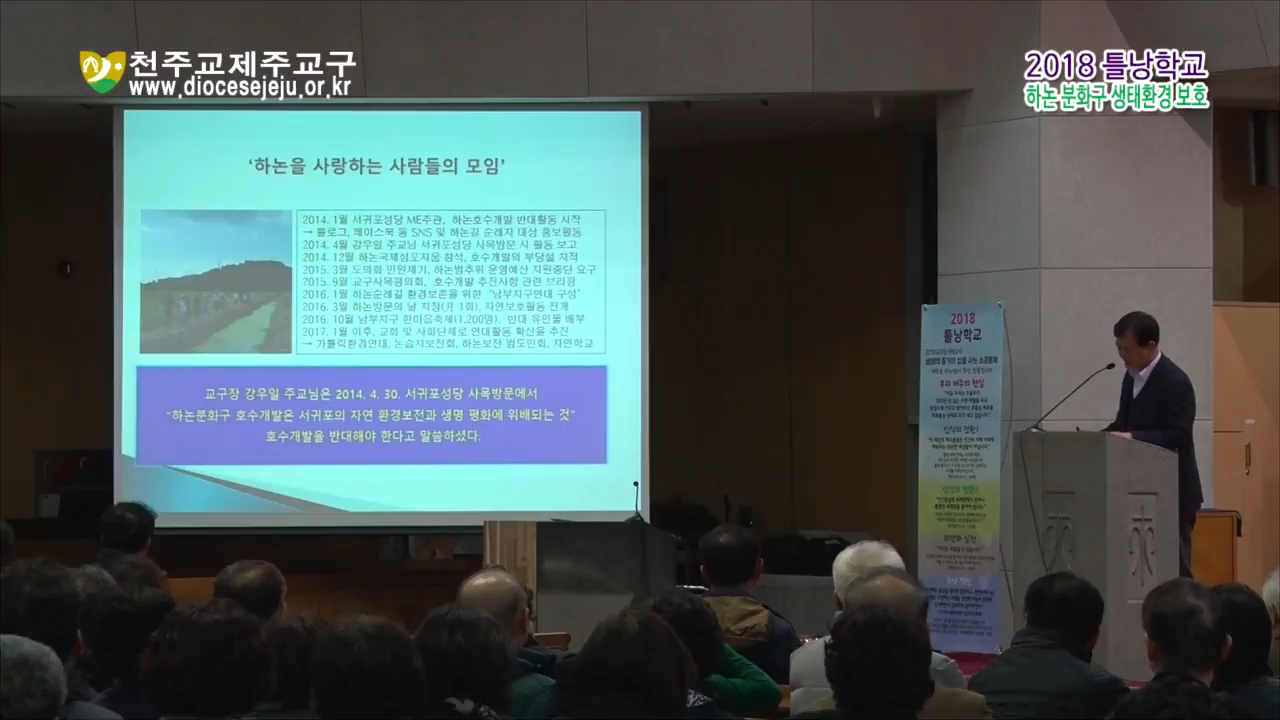 천주교제주교구
www.diocesejeju.or.kr
2018 틀낭학교
하논 분화구 생태환경 보호
‘하논을 사랑하는 사람들의 모임’
2014. 1월 서귀포성당 ME주관, 하논호수개발 반대활동 시작
→ 블로그, 페이스북 등 SNS 및 하논길 순례자 대상 홍보활동
2014. 4월 강우일 주교님 서귀포성당 사목방문 시 활동 보고
2014. 12월 하논국제심포지움 참석, 호수개발의 부당설 지적
2015. 3월 도의회 민원제기, 하논범추위 운영예산 지원중단 요구
2015. 9월 교구사목평의회, 호수개발 추진사항 관련 브리핑
2016. 1월 하논순례길 환경보존을 위한 ‘남부지구연대 구성’
2016. 3월 하논방문의 날 지정(月 1회), 자연보호활동 전개
2016. 10월 남부지구 한마음축제(1,200명). 반대 유인물 배부
2017. 1월 이후, 교회 및 사회단체로 연대활동 확산을 추진
→ 가톨릭환경연대, 논습지보전회, 하논보전 범도민회, 자연학교
교구장 강우일 주교님은 2014. 4. 30. 서귀포성당 사목방문에서
“하논분화구 호수개발은 서귀포의 자연 환경보전과 생명 평화에 위배되는 것”
호수개발을 반대해야 한다고 말씀하셨다.
2018
틀낭학교
우리 제주의 현실